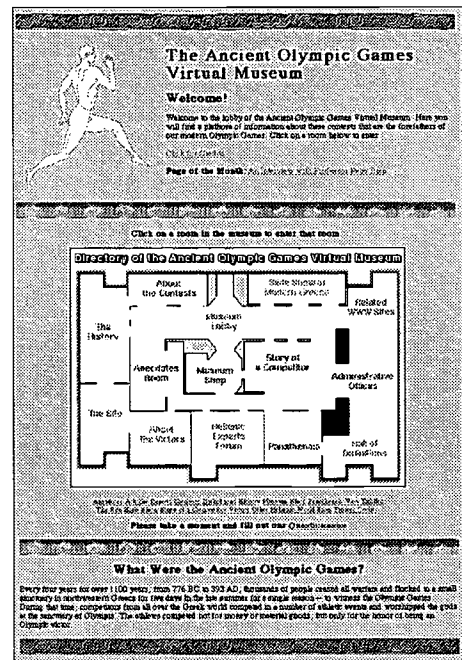 The Ancient Olympic Games
Virtual Museum
Welcome!
Welcome to the lobby of the Ancient Olympic Games Virtual Museum. Here you
will find a plethora of information about these contests that are the forefathers of
our modern Olympic Games. Click on a room below to enter
Page of the Month: An Interview with Professor
Click on a room in the museum to enter that room
Directory of the Ancient Olympic Games Virtual Museum
About
the Contests
Slide Show of
Modern Greece
Related
WWW Sites
Museum
Lobby
The
History
Anecdotes
Room
Museum
Shop
Story of
a Competitor
Administrative
Offices
The Site
About
the Victors
Hellenic
Experts
Forum
Panathenaia
Hall of
Definitions
Please take a moment and fill out our Questionnaire
What Were the Ancient Olympic Games?
Every four years for over 1100 years, from 776 BC to 393 AD, thousands of people ceased all warfare and flocked to a small
sanctuary in northwestern Greece for five days in the late summer for a single reason -- to witness the Olympic Games.
During that time, competitors from all over the Greek world competed in a number of athletic events and worshipped the gods
at the sanctuary of Olympia. The athletes competed not for money or material goods, but only for the honor of being an
Olympic victor.